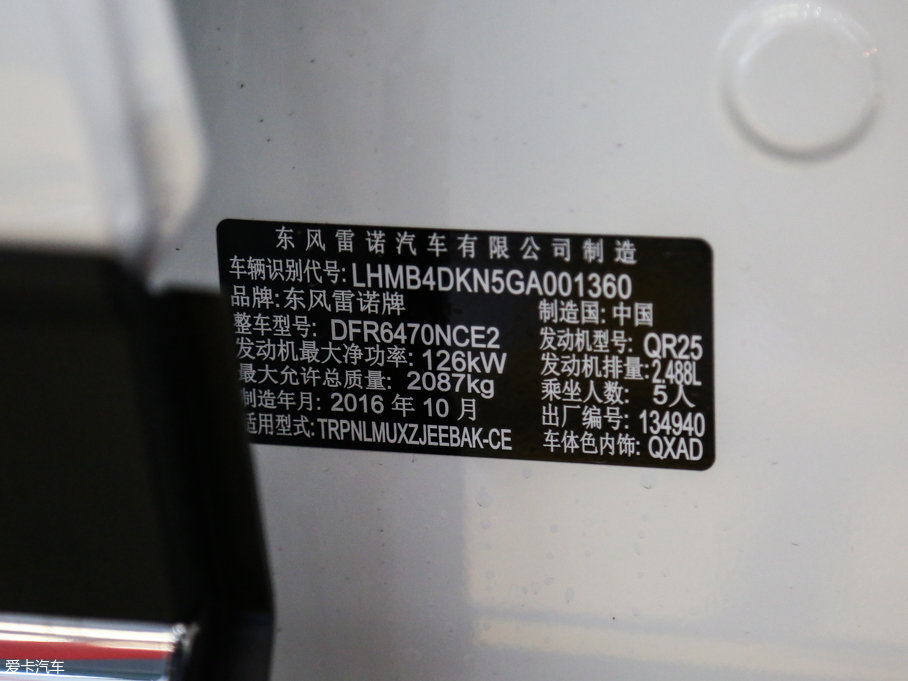 东风雷诺汽车有限公司制造
车辆识别代号: LHMB4DKN5GA001360
品牌: 东风雷诺牌 制造国: 中国
整车型号: DFR6470NCE2 发动机型号: QR25
发动机最大净功率: 126kW 发动机排量: 2.488L
最大允许总质量: 2087kg 乘坐人数: 5人
制造年月: 2016 年 10 月 出厂编号: 134940
适用型式: TRPNLMUXZJEEBAK-CE 车体色内饰: QXAD
爱卡汽车